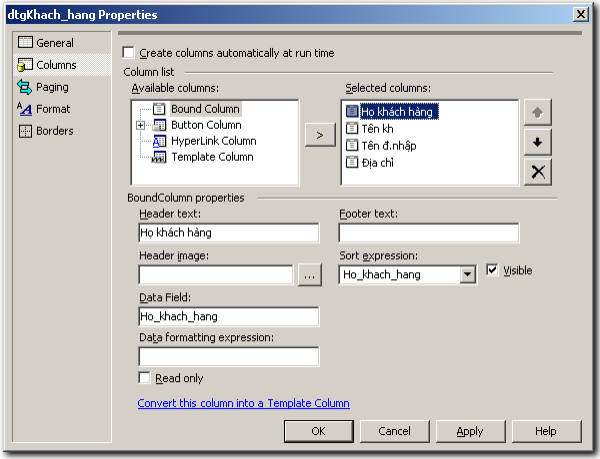 dtgKhach_hang Properties
General
Columns
Paging
Format
Borders
Create columns automatically at run time
Column list
Available columns:
Bound Column
Button Column
HyperLink Column
Template Column
>
Selected columns:
Họ khách hàng
Tên kh
Tên đ.nhập
Địa chỉ
BoundColumn properties
Header text:
Họ khách hàng
Footer text:
Header image:
...
Sort expression:
Ho_khach_hang
Visible
Data Field:
Ho_khach_hang
Data formatting expression:
Read only
Convert this column into a Template Column
OK
Cancel
Apply
Help